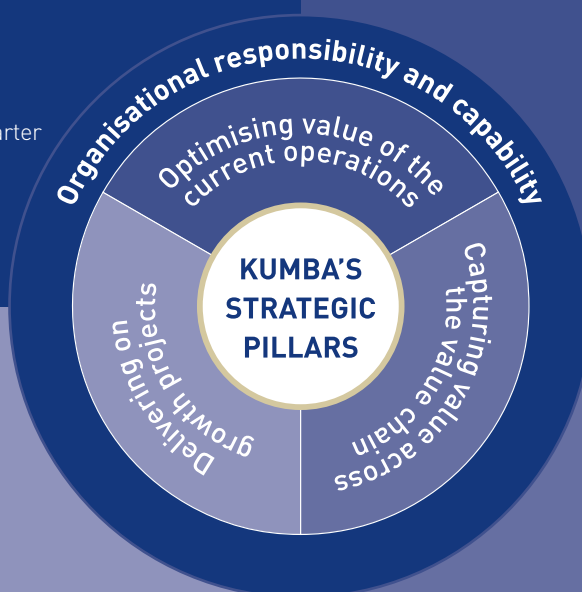 Organisational responsibility and capability
Optimising value of the
current operations
KUMBA'S
STRATEGIC
PILLARS
Capturing value across
the value chain
Delivering on
growth projects